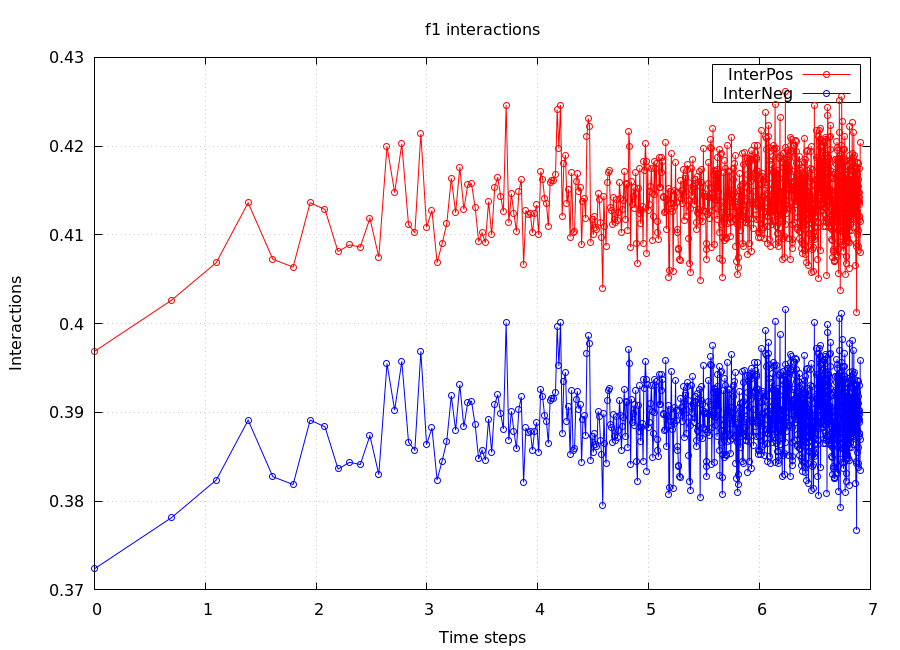 f1 interactions
0.43
0.42
0.41
0.4
0.39
0.38
0.37
Interactions
InterPos
InterNeg
0 1 2 3 4 5 6 7
Time steps